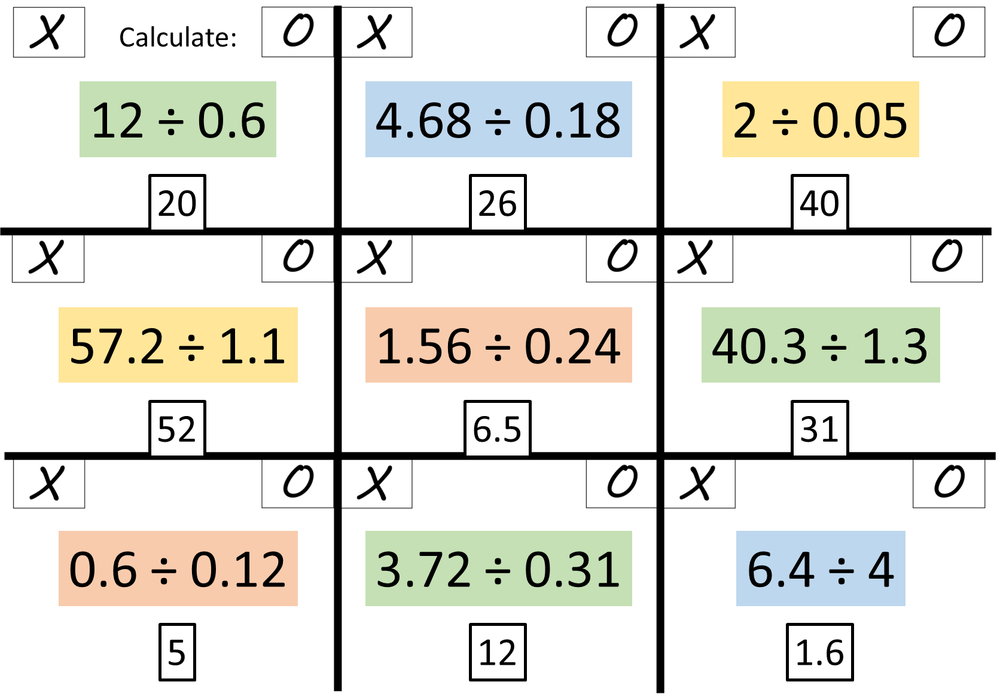 X Calculate: O X O X O
12 ÷ 0.6 4.68 ÷ 0.18 2 ÷ 0.05
20 26 40
X O X O X O
57.2 ÷ 1.1 1.56 ÷ 0.24 40.3 ÷ 1.3
52 6.5 31
X O X O X O
0.6 ÷ 0.12 3.72 ÷ 0.31 6.4 ÷ 4
5 12 1.6